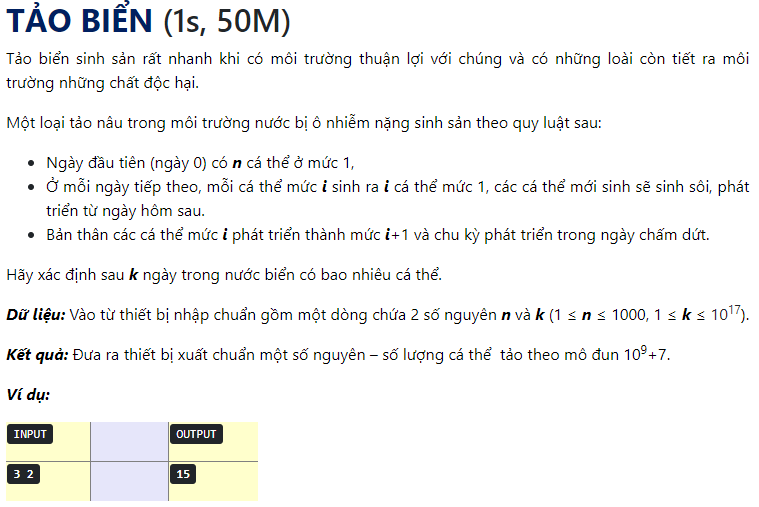 TẢO BIỂN (1s, 50M)
Tảo biển sinh sản rất nhanh khi có môi trường thuận lợi với chúng và có những loài còn tiết ra môi
trường những chất độc hại.
Một loại tảo nâu trong môi trường nước bị ô nhiễm nặng sinh sản theo quy luật sau:
• Ngày đầu tiên (ngày 0) có n cá thể ở mức 1,
• Ở mỗi ngày tiếp theo, mỗi cá thể mức i sinh ra i cá thể mức 1, các cá thể mới sinh sẽ sinh sôi, phát
triển từ ngày hôm sau.
• Bản thân các cá thể mức i phát triển thành mức i+1 và chu kỳ phát triển trong ngày chấm dứt.
Hãy xác định sau k ngày trong nước biển có bao nhiêu cá thể.
Dữ liệu: Vào từ thiết bị nhập chuẩn gồm một dòng chứa 2 số nguyên n và k (1 ≤ n ≤ 1000, 1 ≤ k ≤ 10¹⁷).
Kết quả: Đưa ra thiết bị xuất chuẩn một số nguyên – số lượng cá thể tảo theo mô đun 10⁹+7.
Ví dụ:
INPUT OUTPUT
3 2 15